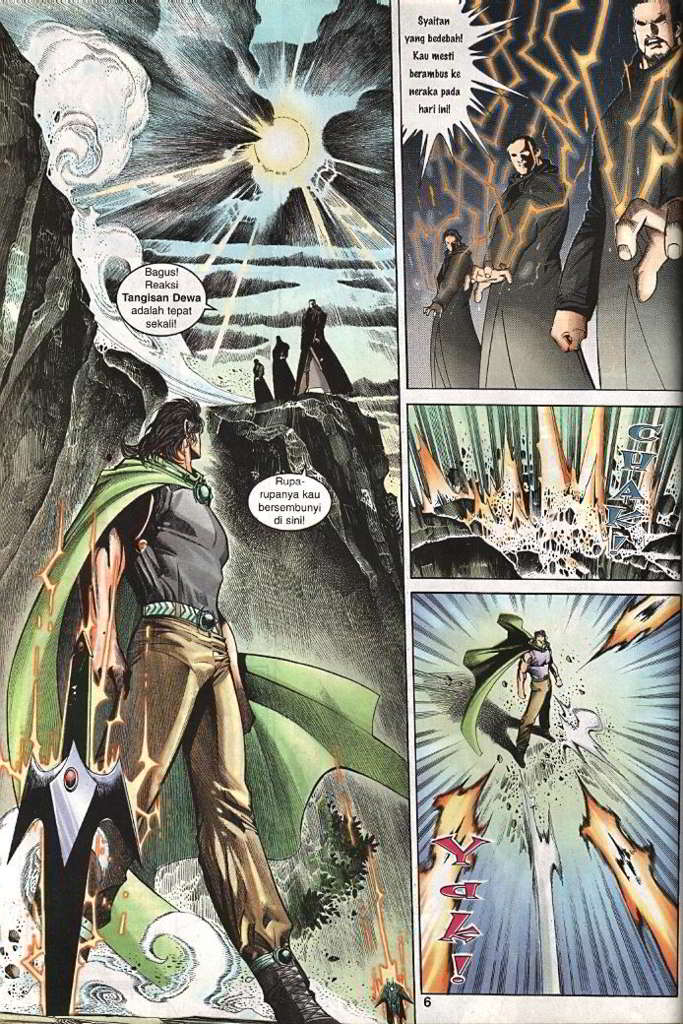 Bagus!
Reaksi
Tangisan Dewa
adalah tepat
sekali!
Rupa-
rupanya kau
bersembunyi
di sini!
Syaitan
yang bedebah!
Kau mesti
berambus ke
neraka pada
hari ini!
CHAK!
YAK!
6